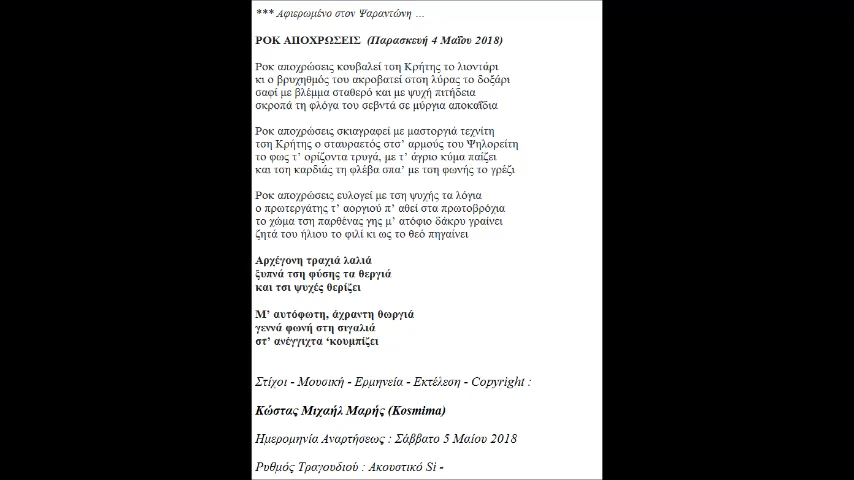 *** Αφιερωμένο στον Ψαραντώνη …
ΡΟΚ ΑΠΟΧΡΩΣΕΙΣ (Παρασκευή 4 Μαΐου 2018)
Ροκ αποχρώσεις κουβαλεί τση Κρήτης το λιοντάρι
κι ο βρυχηθμός του ακροβατεί στση λύρας το δοξάρι
σαφί με βλέμμα σταθερό και με ψυχή πιτήδεια
σκροπά τη φλόγα του σεβντά σε μύργια αποκαΐδια
Ροκ αποχρώσεις σκιαγραφεί με μαστοργιά τεχνίτη
τση Κρήτης ο σταυραετός στσ’ αρμούς του Ψηλορείτη
το φως τ’ ορίζοντα τρυγά, με τ’ άγριο κύμα παίζει
και τση καρδιάς τη φλέβα σπα’ με τση φωνής το γρέζι
Ροκ αποχρώσεις ευλογεί με τση ψυχής τα λόγια
ο πρωτεργάτης τ’ αοργιού π’ αθεί στα πρωτοβρόχια
το χώμα τση παρθένας γης μ’ ατόφιο δάκρυ γραίνει
ζητά του ήλιου το φιλί κι ως το θεό πηγαίνει
Αρχέγονη τραχιά λαλιά
ξυπνά τση φύσης τα θεργιά
και τσι ψυχές θερίζει
Μ’ αυτόφωτη, άχραντη θωργιά
γεννά φωνή στη σιγαλιά
στ’ ανέγγιχτα ‘κουμπίζει
Στίχοι - Μουσική - Ερμηνεία - Εκτέλεση - Copyright :
Κώστας Μιχαήλ Μαρής (Kosmima)
Ημερομηνία Αναρτήσεως : Σάββατο 5 Μαίου 2018
Ρυθμός Τραγουδιού : Ακουστικό Si -